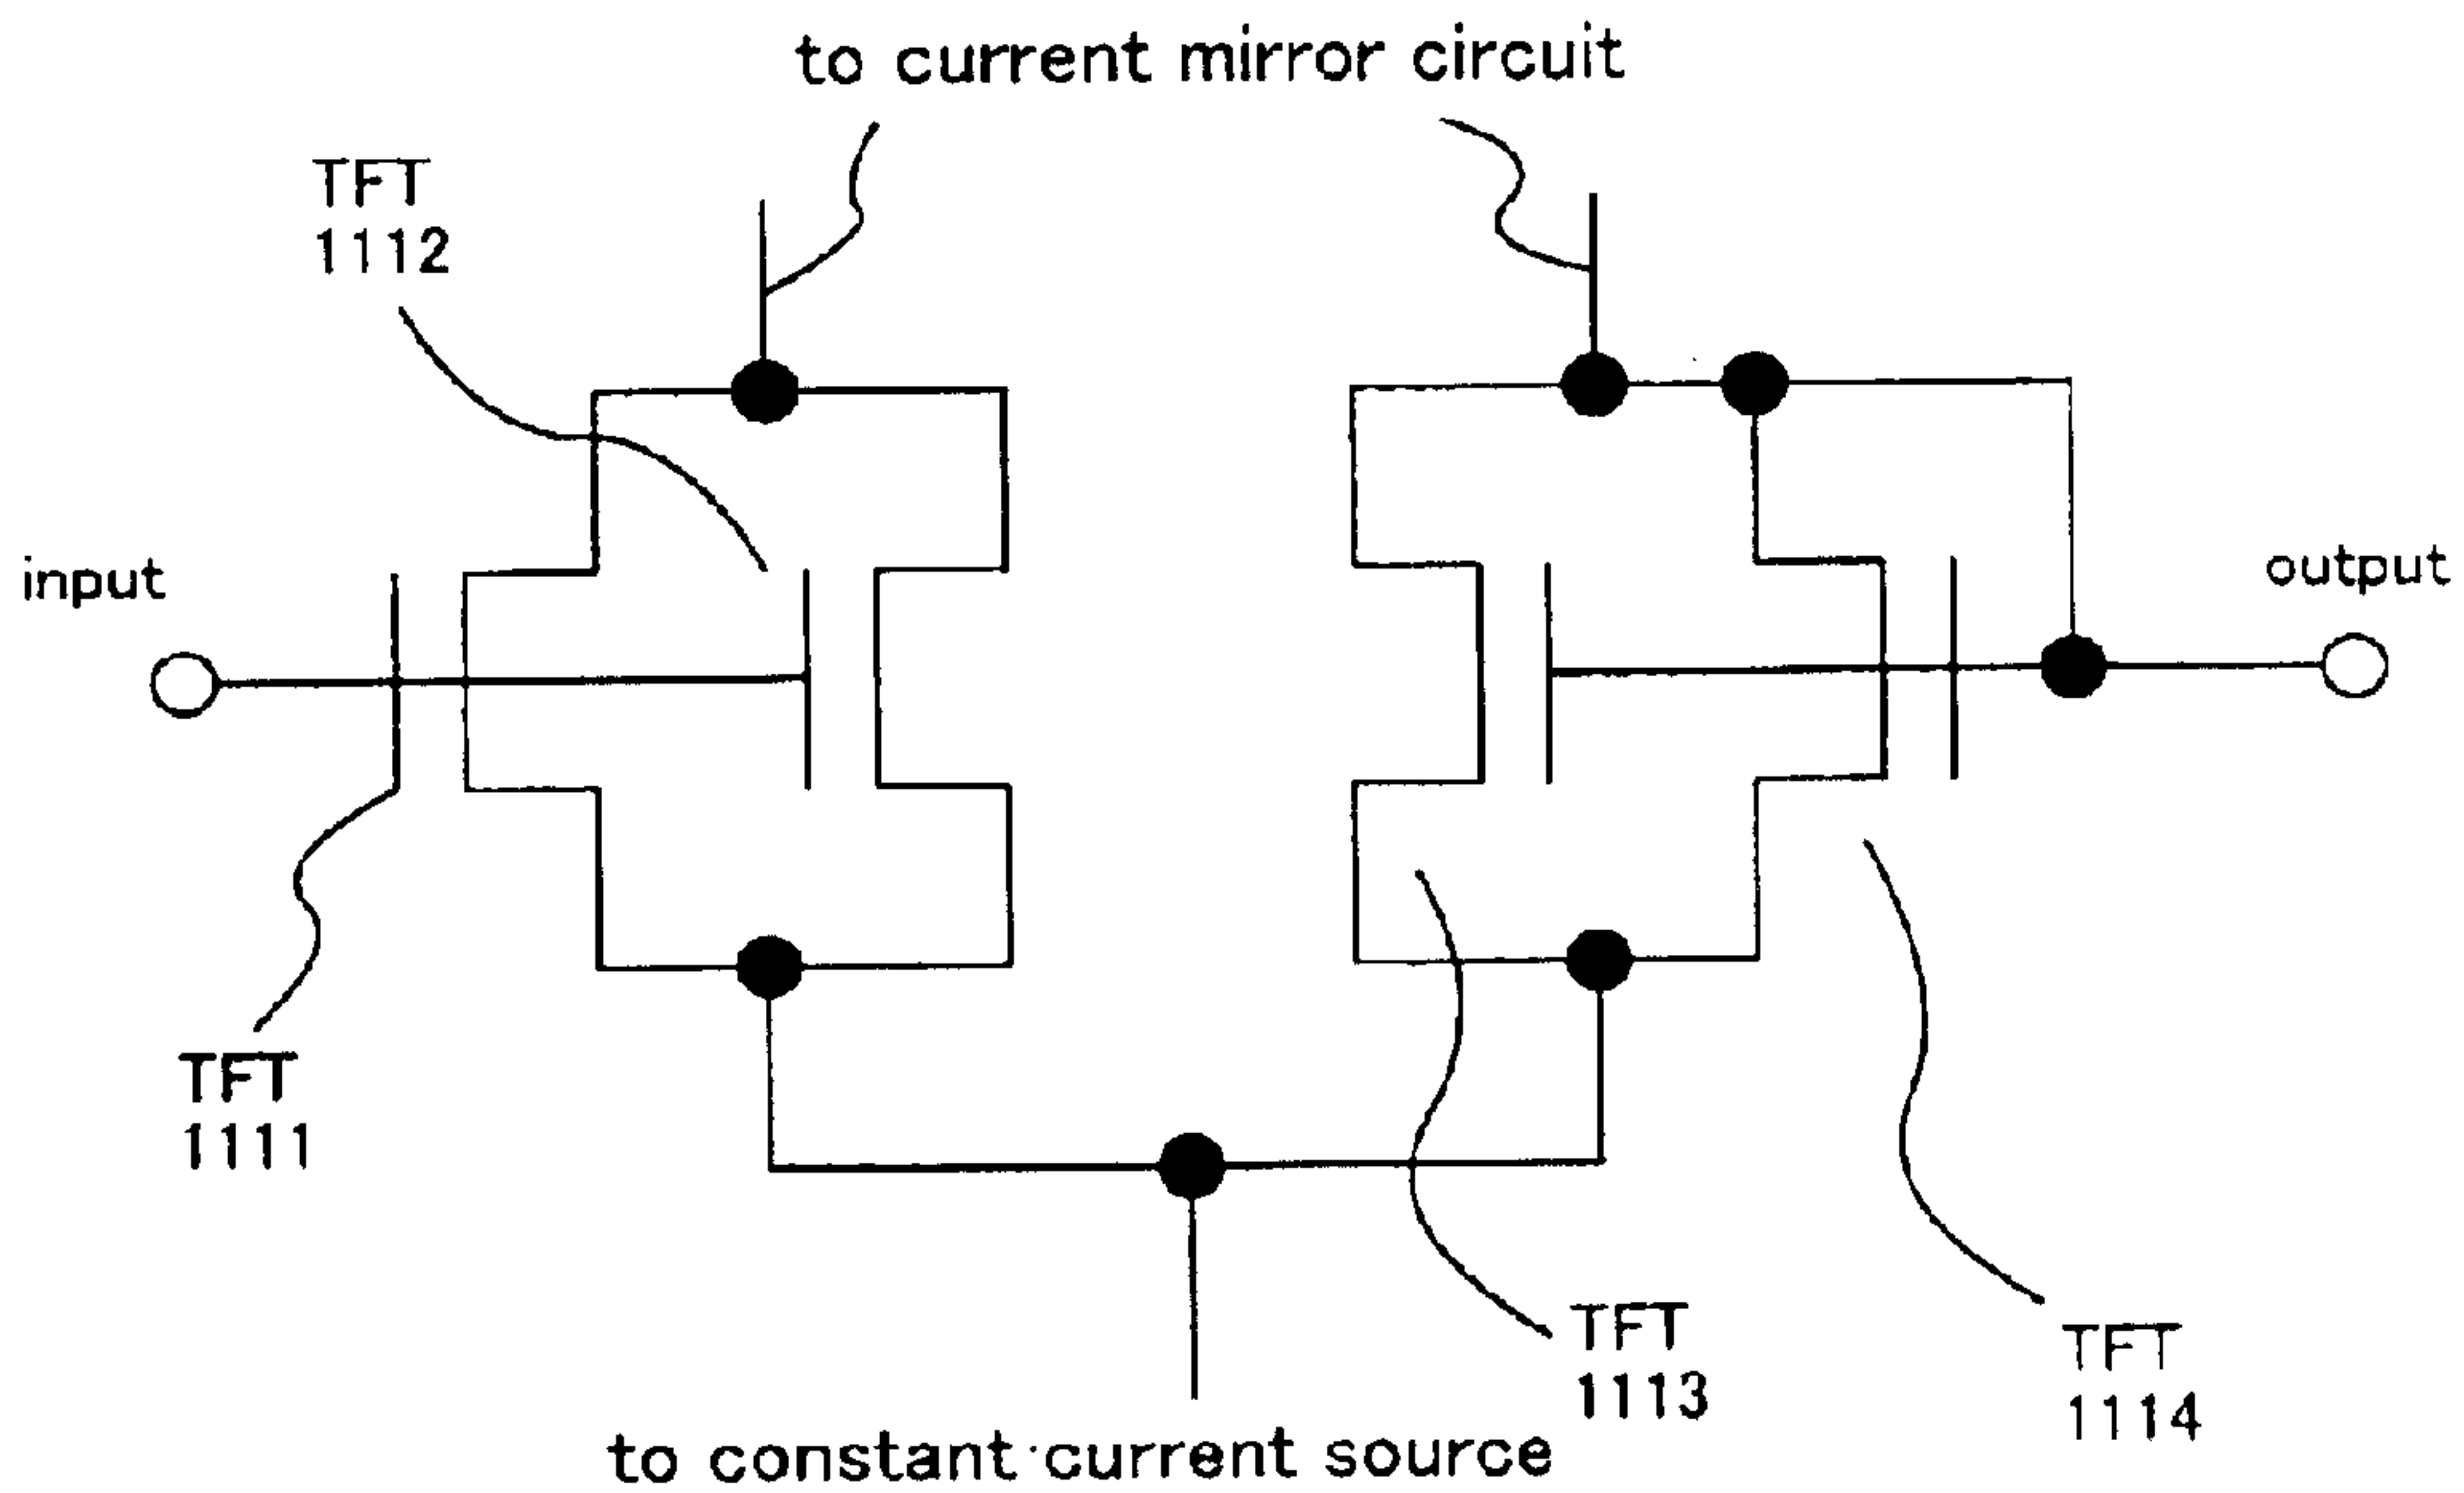 to current mirror circuit
TFT
1112
input
output
TFT
1111
TFT
1113
TFT
1114
to constant current source